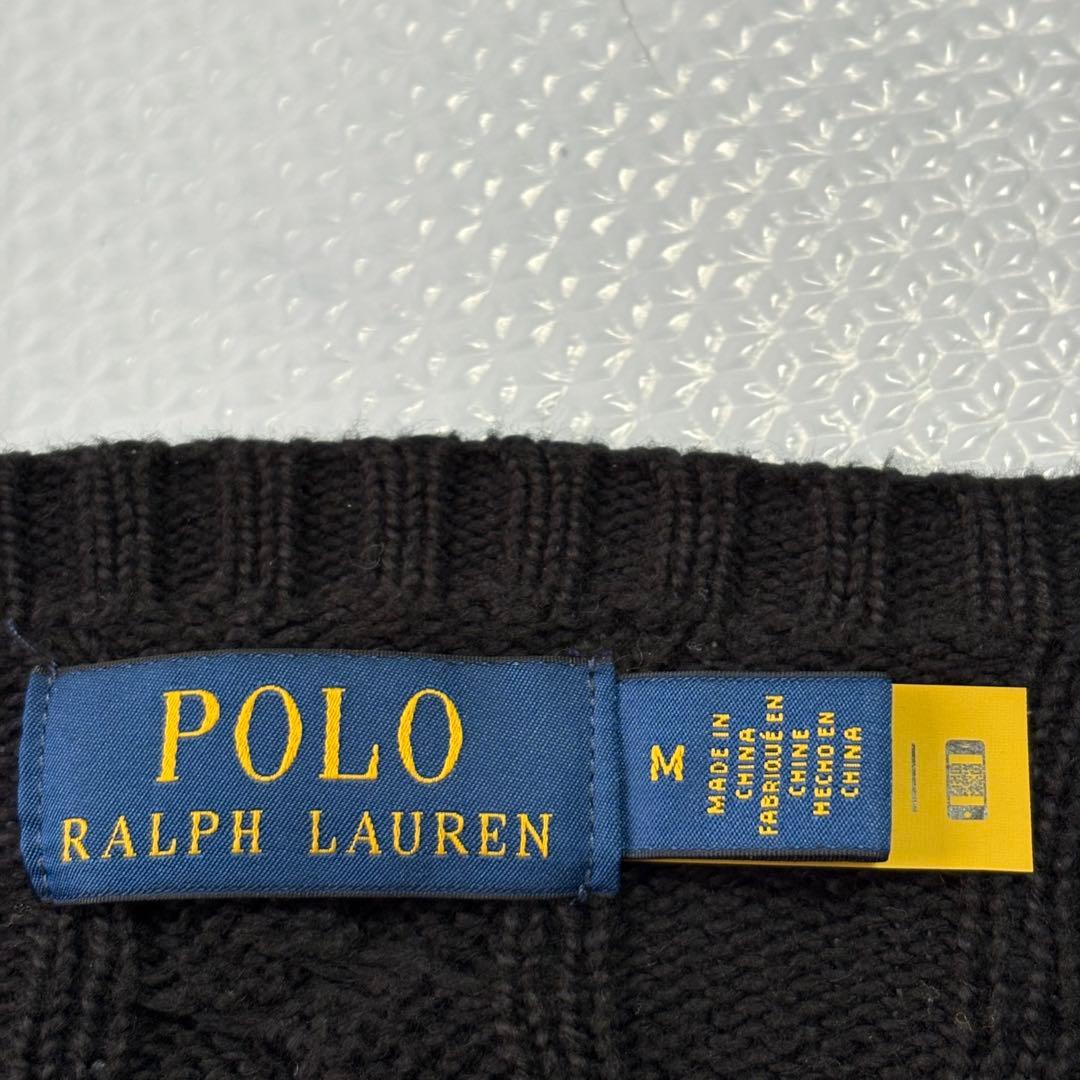 POLO
RALPH LAUREN
M
MADE IN
CHINA
FABRIQUÉ EN
CHINE
HECHO EN
CHINA